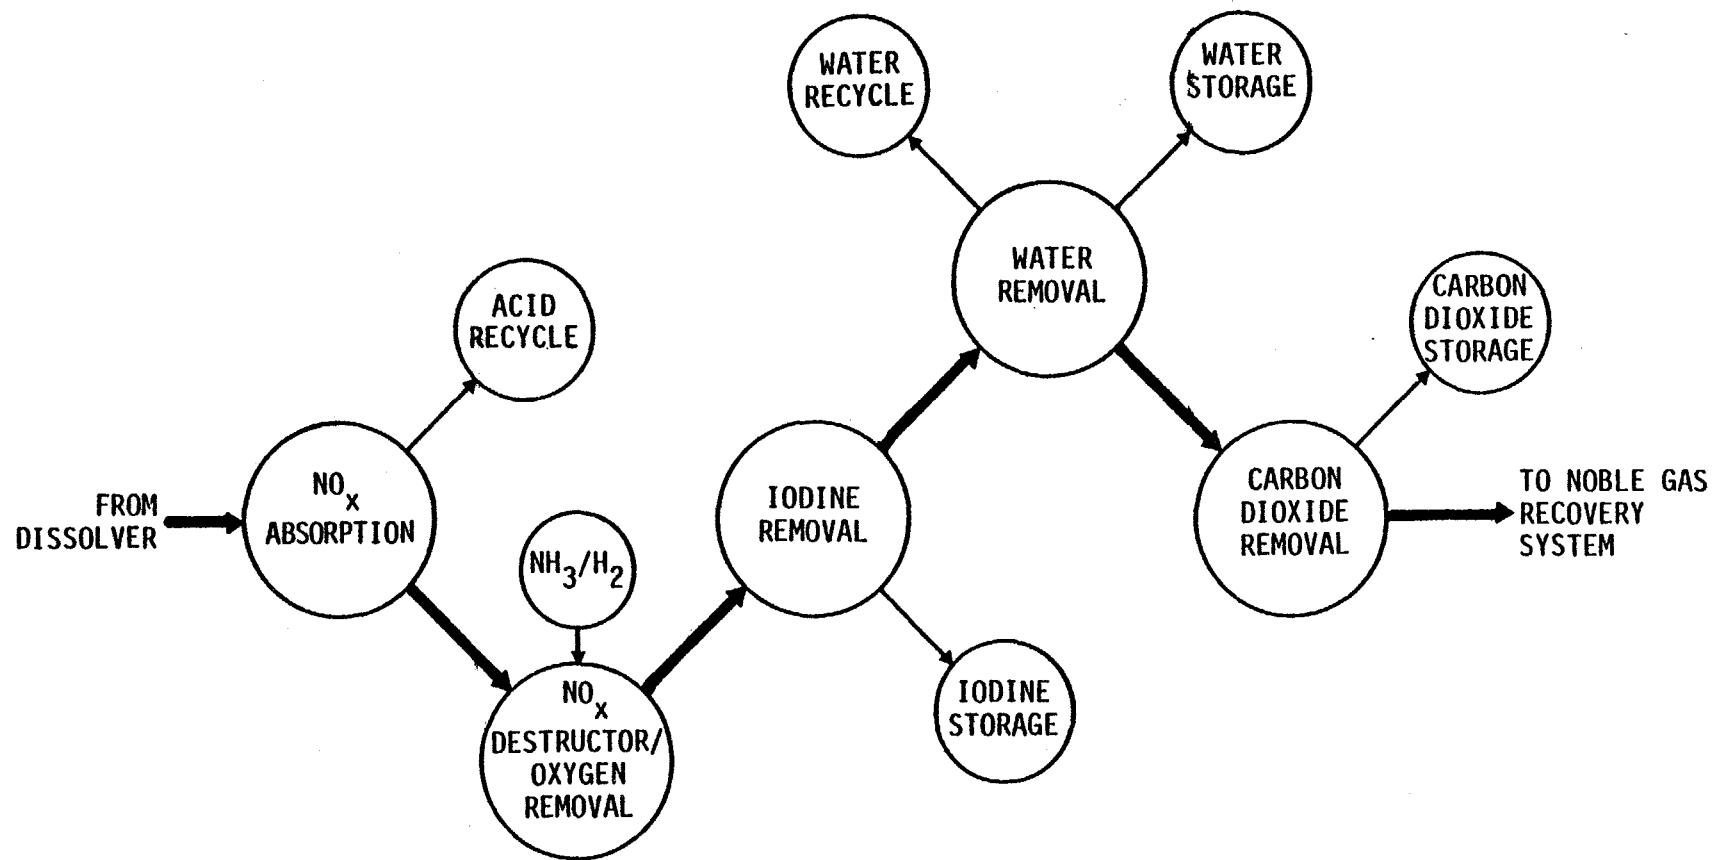 WATER
RECYCLE
WATER
STORAGE
WATER
REMOVAL
ACID
RECYCLE
CARBON
DIOXIDE
STORAGE
FROM
DISSOLVER
NOx
ABSORPTION
NH3/H2
NOx
DESTRUCTOR/
OXYGEN
REMOVAL
IODINE
REMOVAL
IODINE
STORAGE
CARBON
DIOXIDE
REMOVAL
TO NOBLE GAS
RECOVERY
SYSTEM